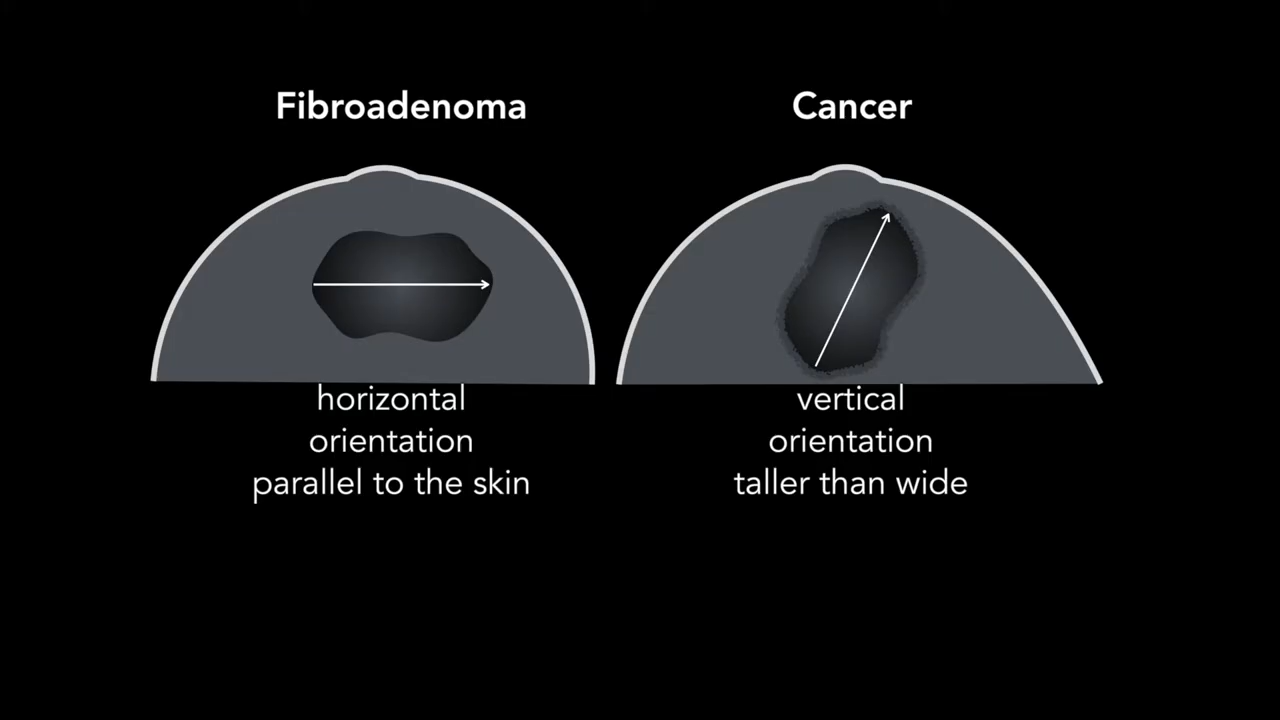 Fibroadenoma
horizontal
orientation
parallel to the skin
Cancer
vertical
orientation
taller than wide